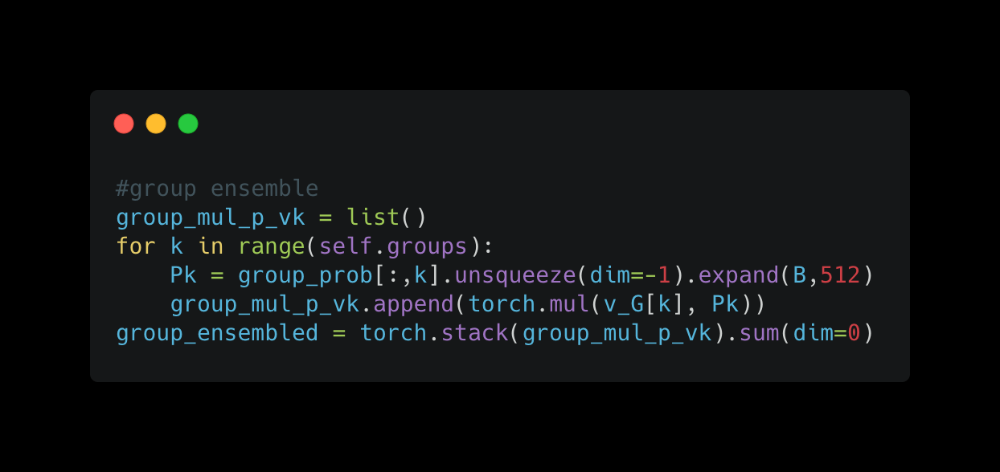 #group ensemble
group_mul_p_vk = list()
for k in range(self.groups):
    Pk = group_prob[:,k].unsqueeze(dim=-1).expand(B,512)
    group_mul_p_vk.append(torch.mul(v_G[k], Pk))
group_ensembled = torch.stack(group_mul_p_vk).sum(dim=0)